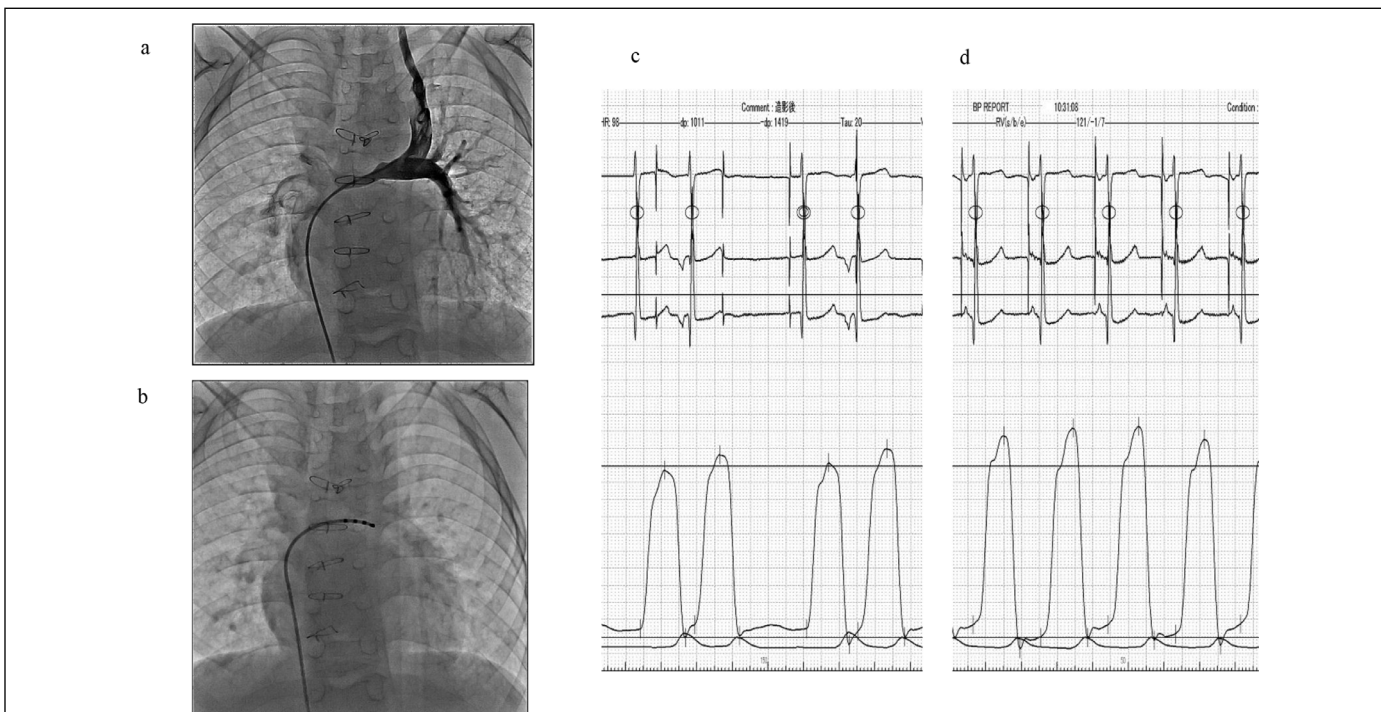 a
b
c
d
Comment : 造影後
HR: 96 dp: 1011 -dp: 1419 Tau: 20
BP REPORT 10:31:08 Condition :
RV(s/b/e) 121/-1/7